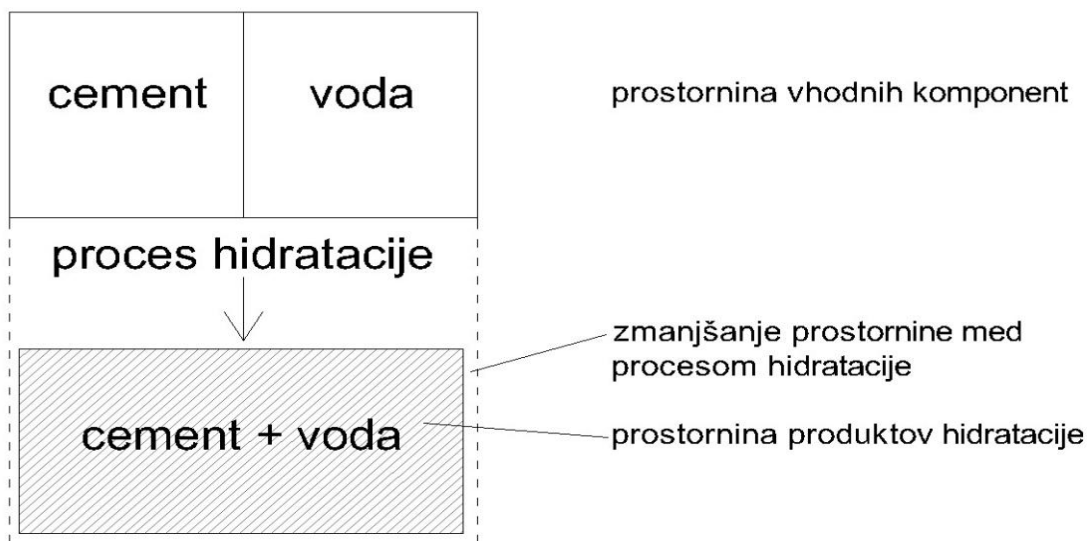 cement
voda
prostornina vhodnih komponent
proces hidratacije
zmanjšanje prostornine med
procesom hidratacije
cement + voda
prostornina produktov hidratacije